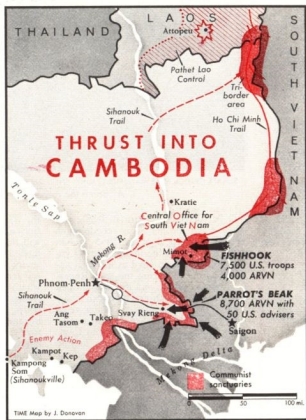 THAILAND
LAOS
Attopeu
SOUTH VIET NAM
Pathet Lao
Control
Tri-
border
area
Sihanouk
Trail
Ho Chi Minh
Trail
THRUST INTO
CAMBODIA
Tonle Sap
Kratie
Central Office for
South Viet Nam
Mekong R.
Mimot
FISHHOOK
7,500 U.S. troops
4,000 ARVN
Phnom-Penh
PARROT'S BEAK
8,700 ARVN with
50 U.S. advisers
Sihanouk
Trail
Ang
Tasom
Takeo
Svay Rieng
Saigon
Enemy Action
Kampot
Kep
Kampong
Som
(Sihanoukville)
Mekong Delta
Communist
sanctuaries
0 50 100 mi.
TIME Map by J. Donovan